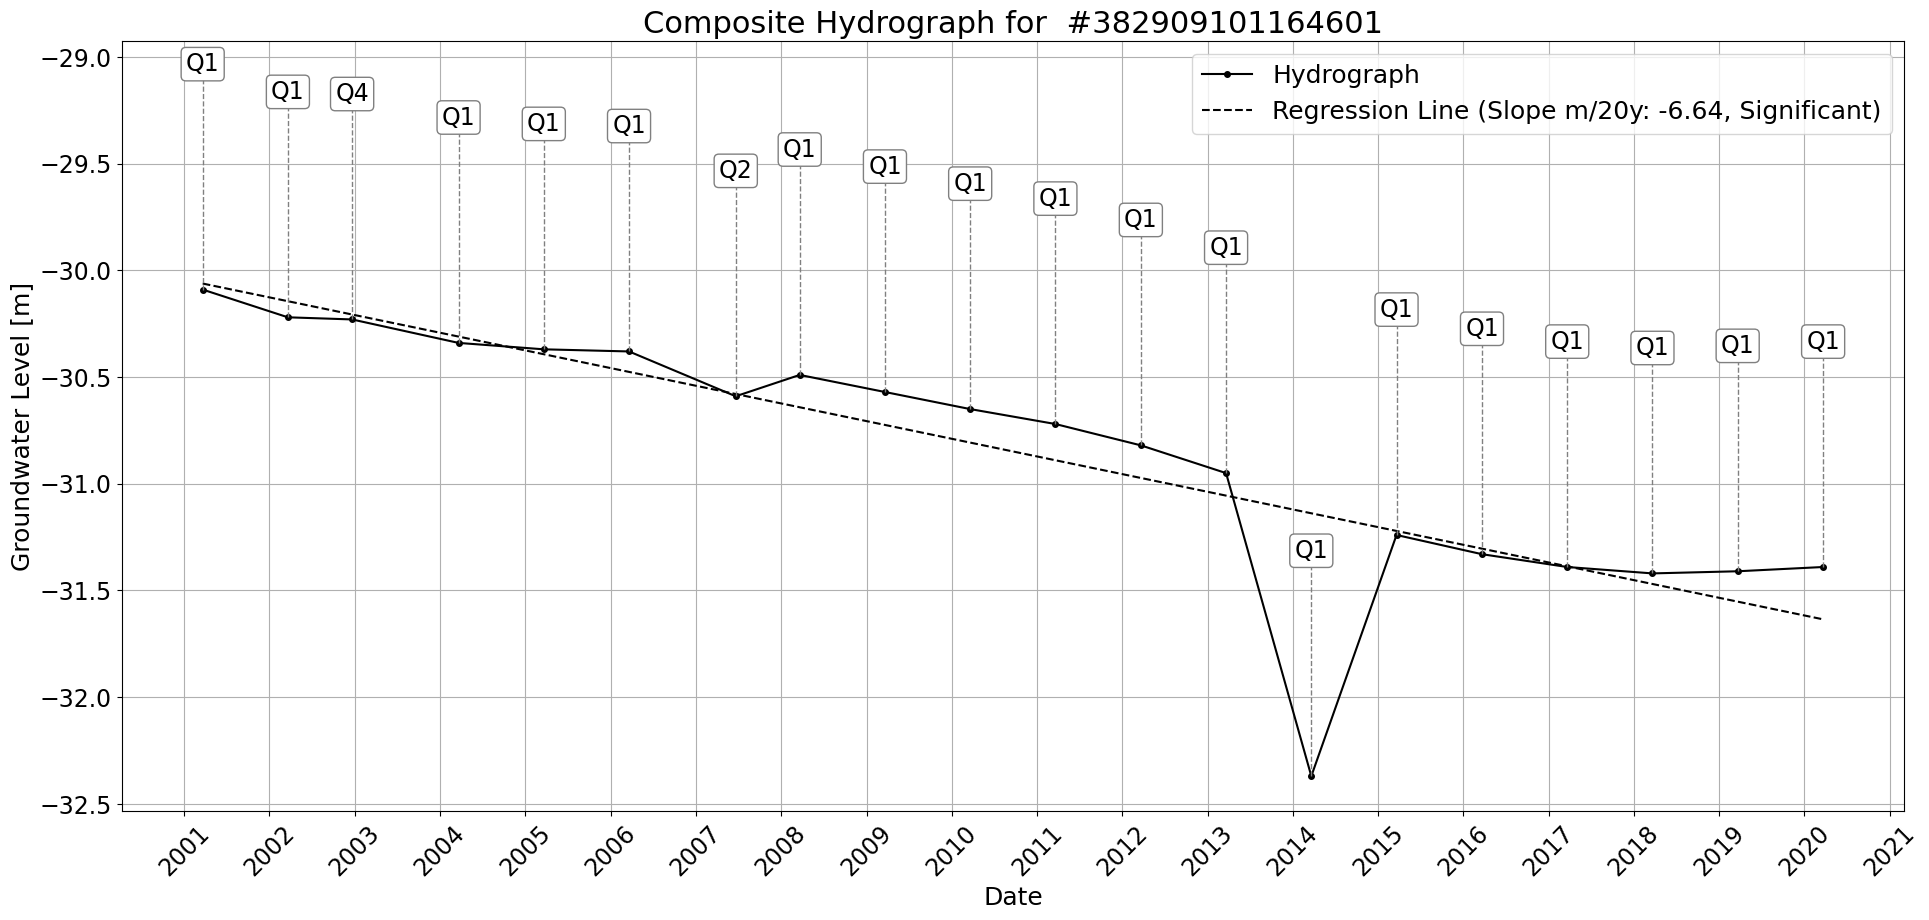 Composite Hydrograph for  #382909101164601
Hydrograph
Regression Line (Slope m/20y: -6.64, Significant)
Groundwater Level [m]
−29.0
−29.5
−30.0
−30.5
−31.0
−31.5
−32.0
−32.5
Q1
Q1
Q4
Q1
Q1
Q1
Q2
Q1
Q1
Q1
Q1
Q1
Q1
Q1
Q1
Q1
Q1
Q1
Q1
Q1
2001
2002
2003
2004
2005
2006
2007
2008
2009
2010
2011
2012
2013
2014
2015
2016
2017
2018
2019
2020
2021
Date